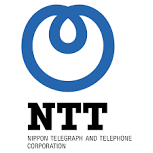 NTT
NIPPON TELEGRAPH AND TELEPHONE
CORPORATION